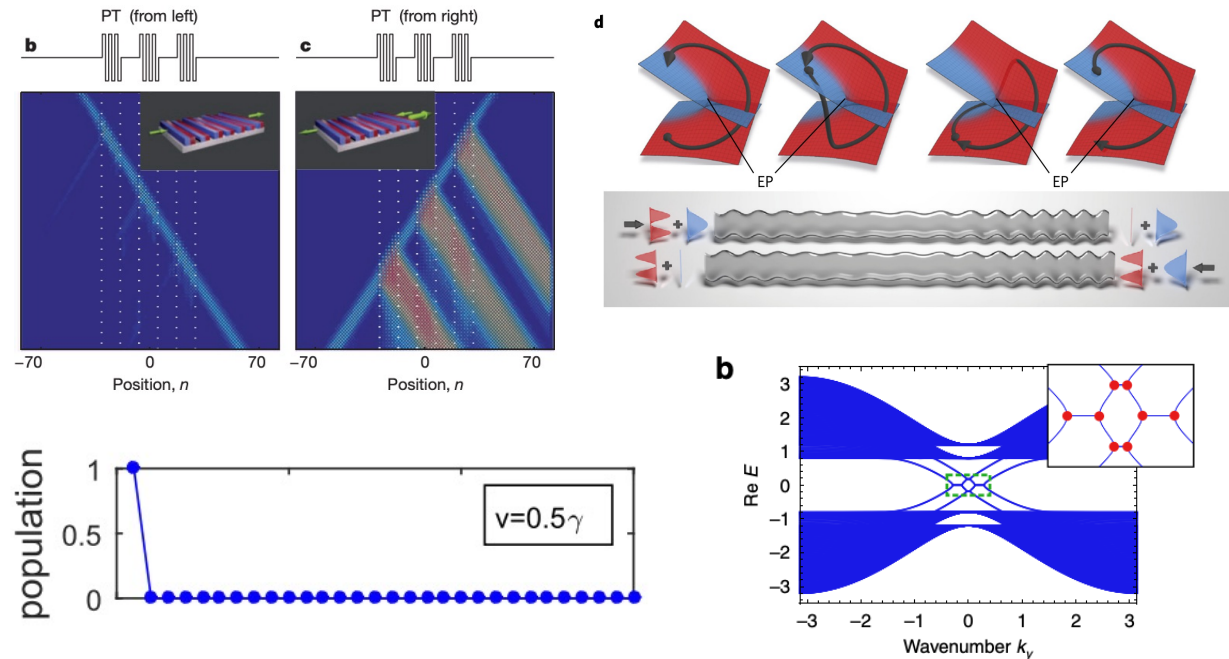 PT (from left)
b
PT (from right)
c
−70
0
70
Position, n
−70
0
70
Position, n
d
EP
EP
+
+
+
+
population
1
0.5
0
v=0.5γ
b
Re E
3
2
1
0
−1
−2
−3
−3
−2
−1
0
1
2
3
Wavenumber k_y